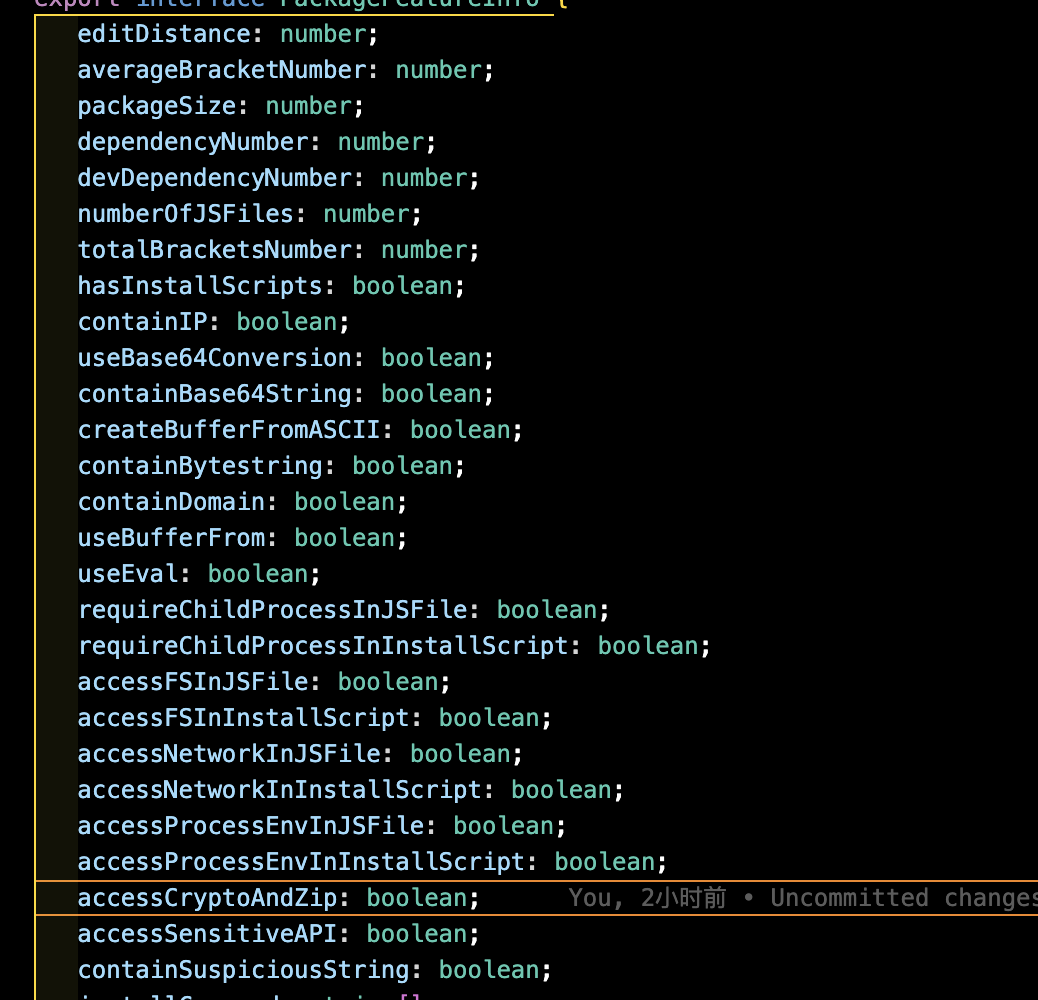 export interface PackageFeatureInfo {
editDistance: number;
averageBracketNumber: number;
packageSize: number;
dependencyNumber: number;
devDependencyNumber: number;
numberOfJSFiles: number;
totalBracketsNumber: number;
hasInstallScripts: boolean;
containIP: boolean;
useBase64Conversion: boolean;
containBase64String: boolean;
createBufferFromASCII: boolean;
containBytestring: boolean;
containDomain: boolean;
useBufferFrom: boolean;
useEval: boolean;
requireChildProcessInJSFile: boolean;
requireChildProcessInInstallScript: boolean;
accessFSInJSFile: boolean;
accessFSInInstallScript: boolean;
accessNetworkInJSFile: boolean;
accessNetworkInInstallScript: boolean;
accessProcessEnvInJSFile: boolean;
accessProcessEnvInInstallScript: boolean;
accessCryptoAndZip: boolean; You, 2小时前 • Uncommitted changes
accessSensitiveAPI: boolean;
containSuspiciousString: boolean;